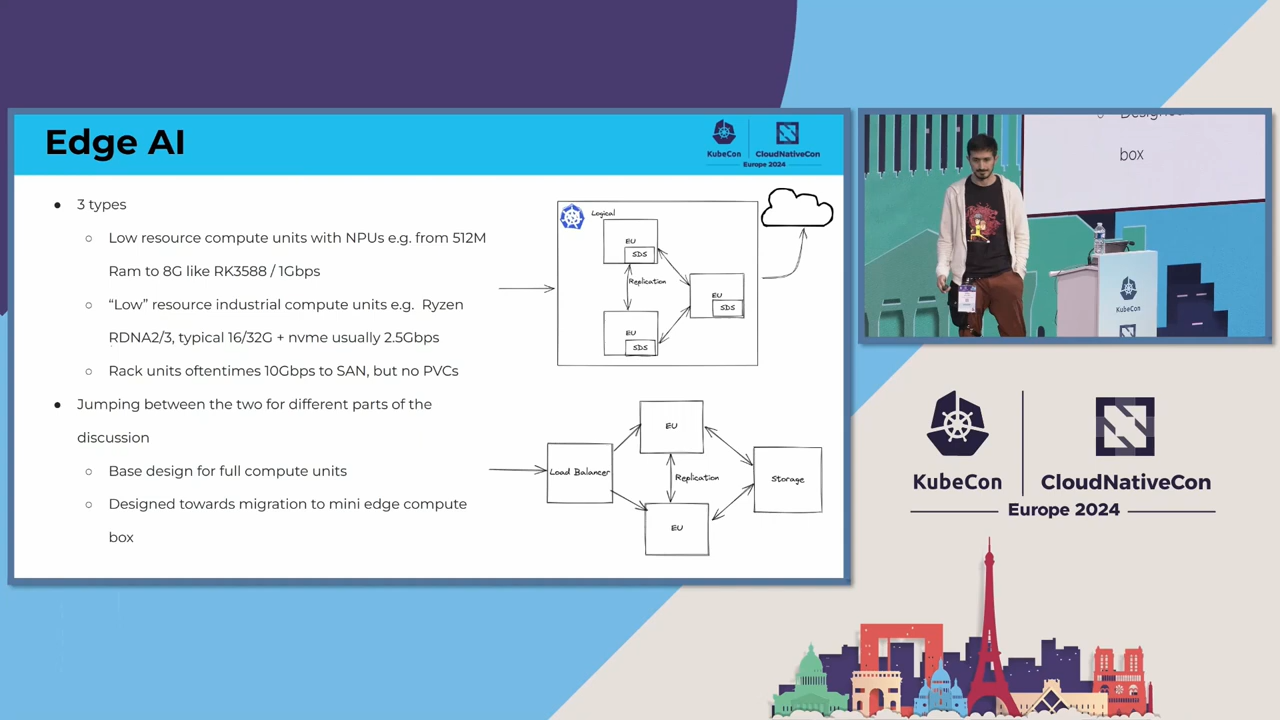 Edge AI
KubeCon
CloudNativeCon
Europe 2024
3 types
Low resource compute units with NPUs e.g. from 512M
Ram to 8G like RK3588 / 1Gbps
“Low” resource industrial compute units e.g. Ryzen
RDNA2/3, typical 16/32G + nvme usually 2.5Gbps
Rack units oftentimes 10Gbps to SAN, but no PVCs
Jumping between the two for different parts of the
discussion
Base design for full compute units
Designed towards migration to mini edge compute
box
Logical
EU
SDS
Replication
EU
SDS
EU
SDS
Load Balancer
EU
Replication
Storage
EU
Designed
box
KubeCon
KubeCon
CloudNativeCon
Europe 2024